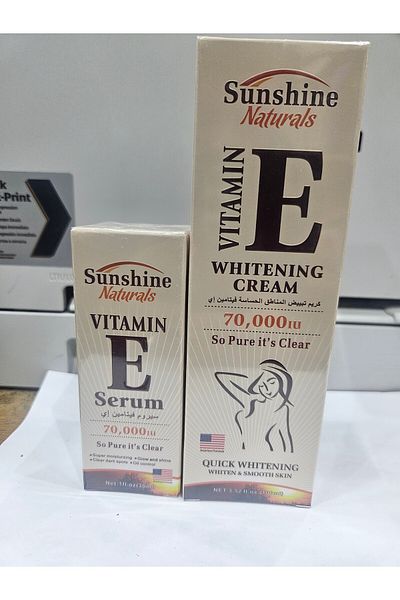 Sunshine
Naturals
VITAMIN
E
WHITENING
CREAM
كريم تبييض المناطق الحساسة فيتامين إي
70,000IU
So Pure it's Clear
QUICK WHITENING
WHITEN & SMOOTH SKIN
Sunshine
Naturals
VITAMIN
E
Serum
سيروم فيتامين إي
70,000IU
So Pure it's Clear
• Super moisturizing • Glow and shine
• Clear dark spots • Oil control
-Print